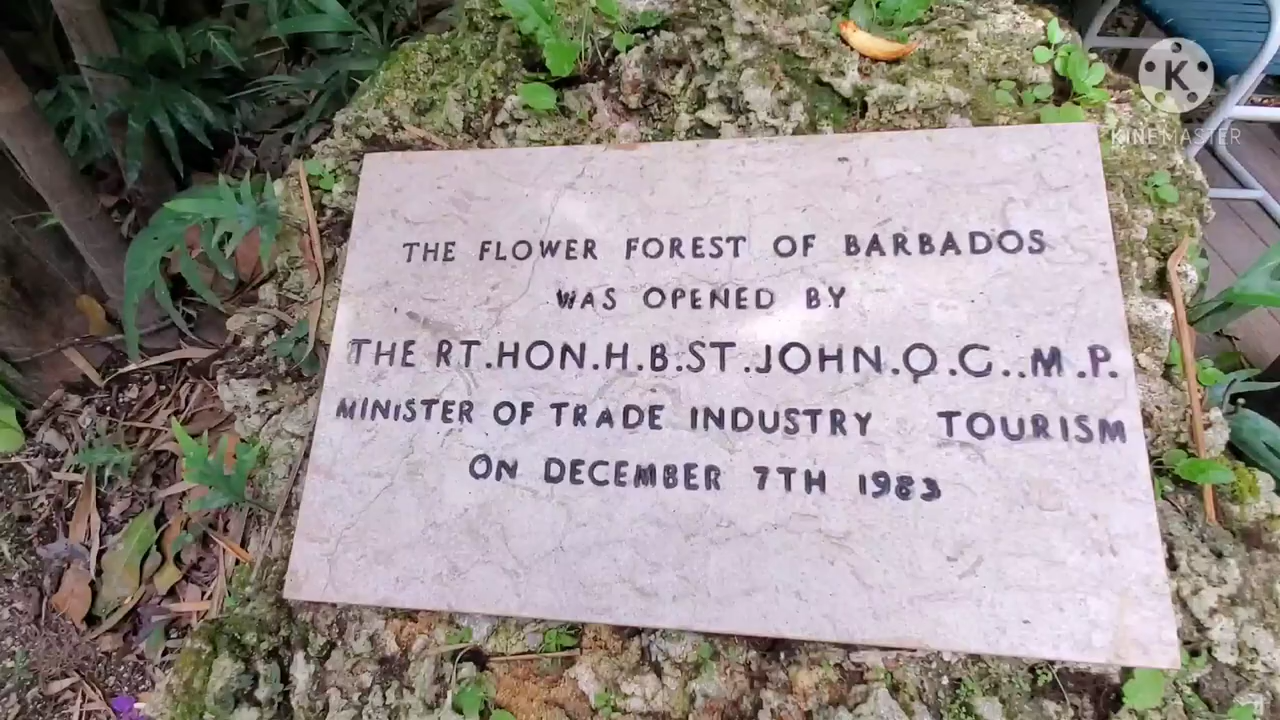 THE FLOWER FOREST OF BARBADOS
WAS OPENED BY
THE RT.HON.H.B.ST.JOHN.Q.C..M.P.
MINISTER OF TRADE INDUSTRY TOURISM
ON DECEMBER 7TH 1983
K
KINEMASTER